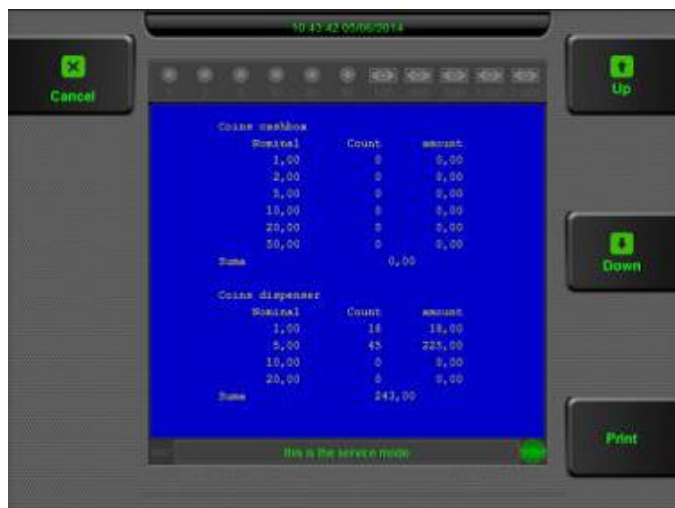 10:43:42 05/06/2014
Cancel
Up
Coins cashbox
Nominal Count amount
1,00 0 0,00
2,00 0 0,00
5,00 0 0,00
10,00 0 0,00
20,00 0 0,00
50,00 0 0,00
Suma 0,00
Down
Coins dispenser
Nominal Count amount
1,00 18 18,00
5,00 45 225,00
10,00 0 0,00
20,00 0 0,00
Suma 243,00
Print
this is the service mode